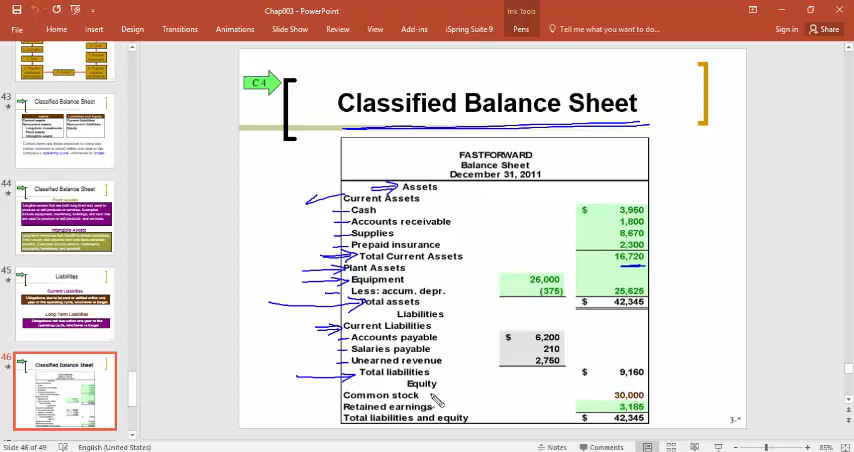 Chap003 - PowerPoint
Ink Tools
Sign in
Share
File
Home
Insert
Design
Transitions
Animations
Slide Show
Review
View
Add-ins
iSpring Suite 9
Pens
Tell me what you want to do...
43
Classified Balance Sheet
44
Classified Balance Sheet
Plant Assets
Intangible Assets
45
Liabilities
Current Liabilities
Long-Term Liabilities
46
Classified Balance Sheet
C 4
Classified Balance Sheet
FASTFORWARD
Balance Sheet
December 31, 2011
Assets
Current Assets
Cash $ 3,950
Accounts receivable 1,800
Supplies 8,670
Prepaid insurance 2,300
Total Current Assets 16,720
Plant Assets
Equipment 26,000
Less: accum. depr. (375) 25,625
Total assets $ 42,345
Liabilities
Current Liabilities
Accounts payable $ 6,200
Salaries payable 210
Unearned revenue 2,750
Total liabilities $ 9,160
Equity
Common stock 30,000
Retained earnings 3,185
Total liabilities and equity $ 42,345
3-*
Slide 46 of 49
English (United States)
Notes
Comments
85%